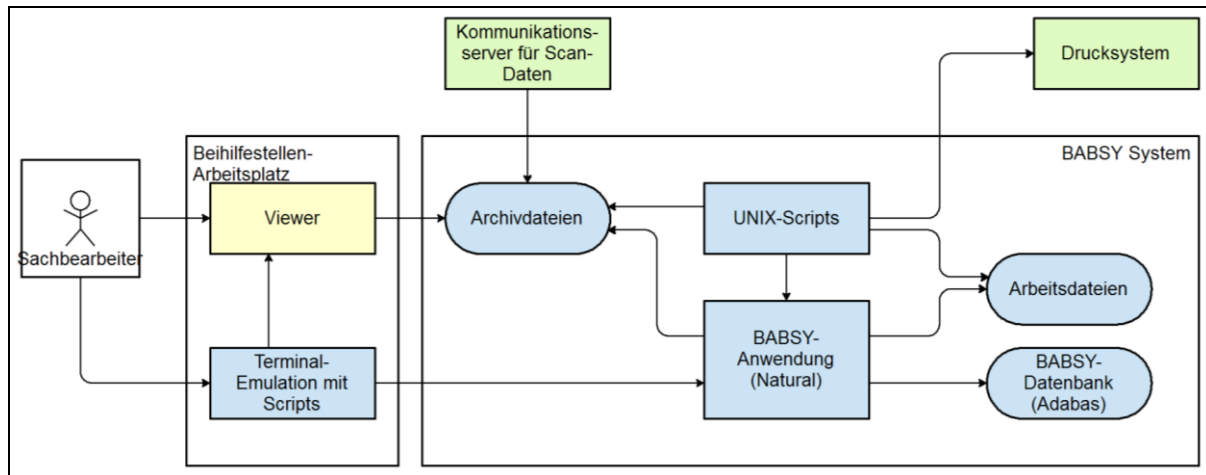 Kommunikations-
server für Scan-
Daten
Drucksystem
Beihilfestellen-
Arbeitsplatz
BABSY System
Sachbearbeiter
Viewer
Archivdateien
UNIX-Scripts
Arbeitsdateien
Terminal-
Emulation mit
Scripts
BABSY-
Anwendung
(Natural)
BABSY-
Datenbank
(Adabas)